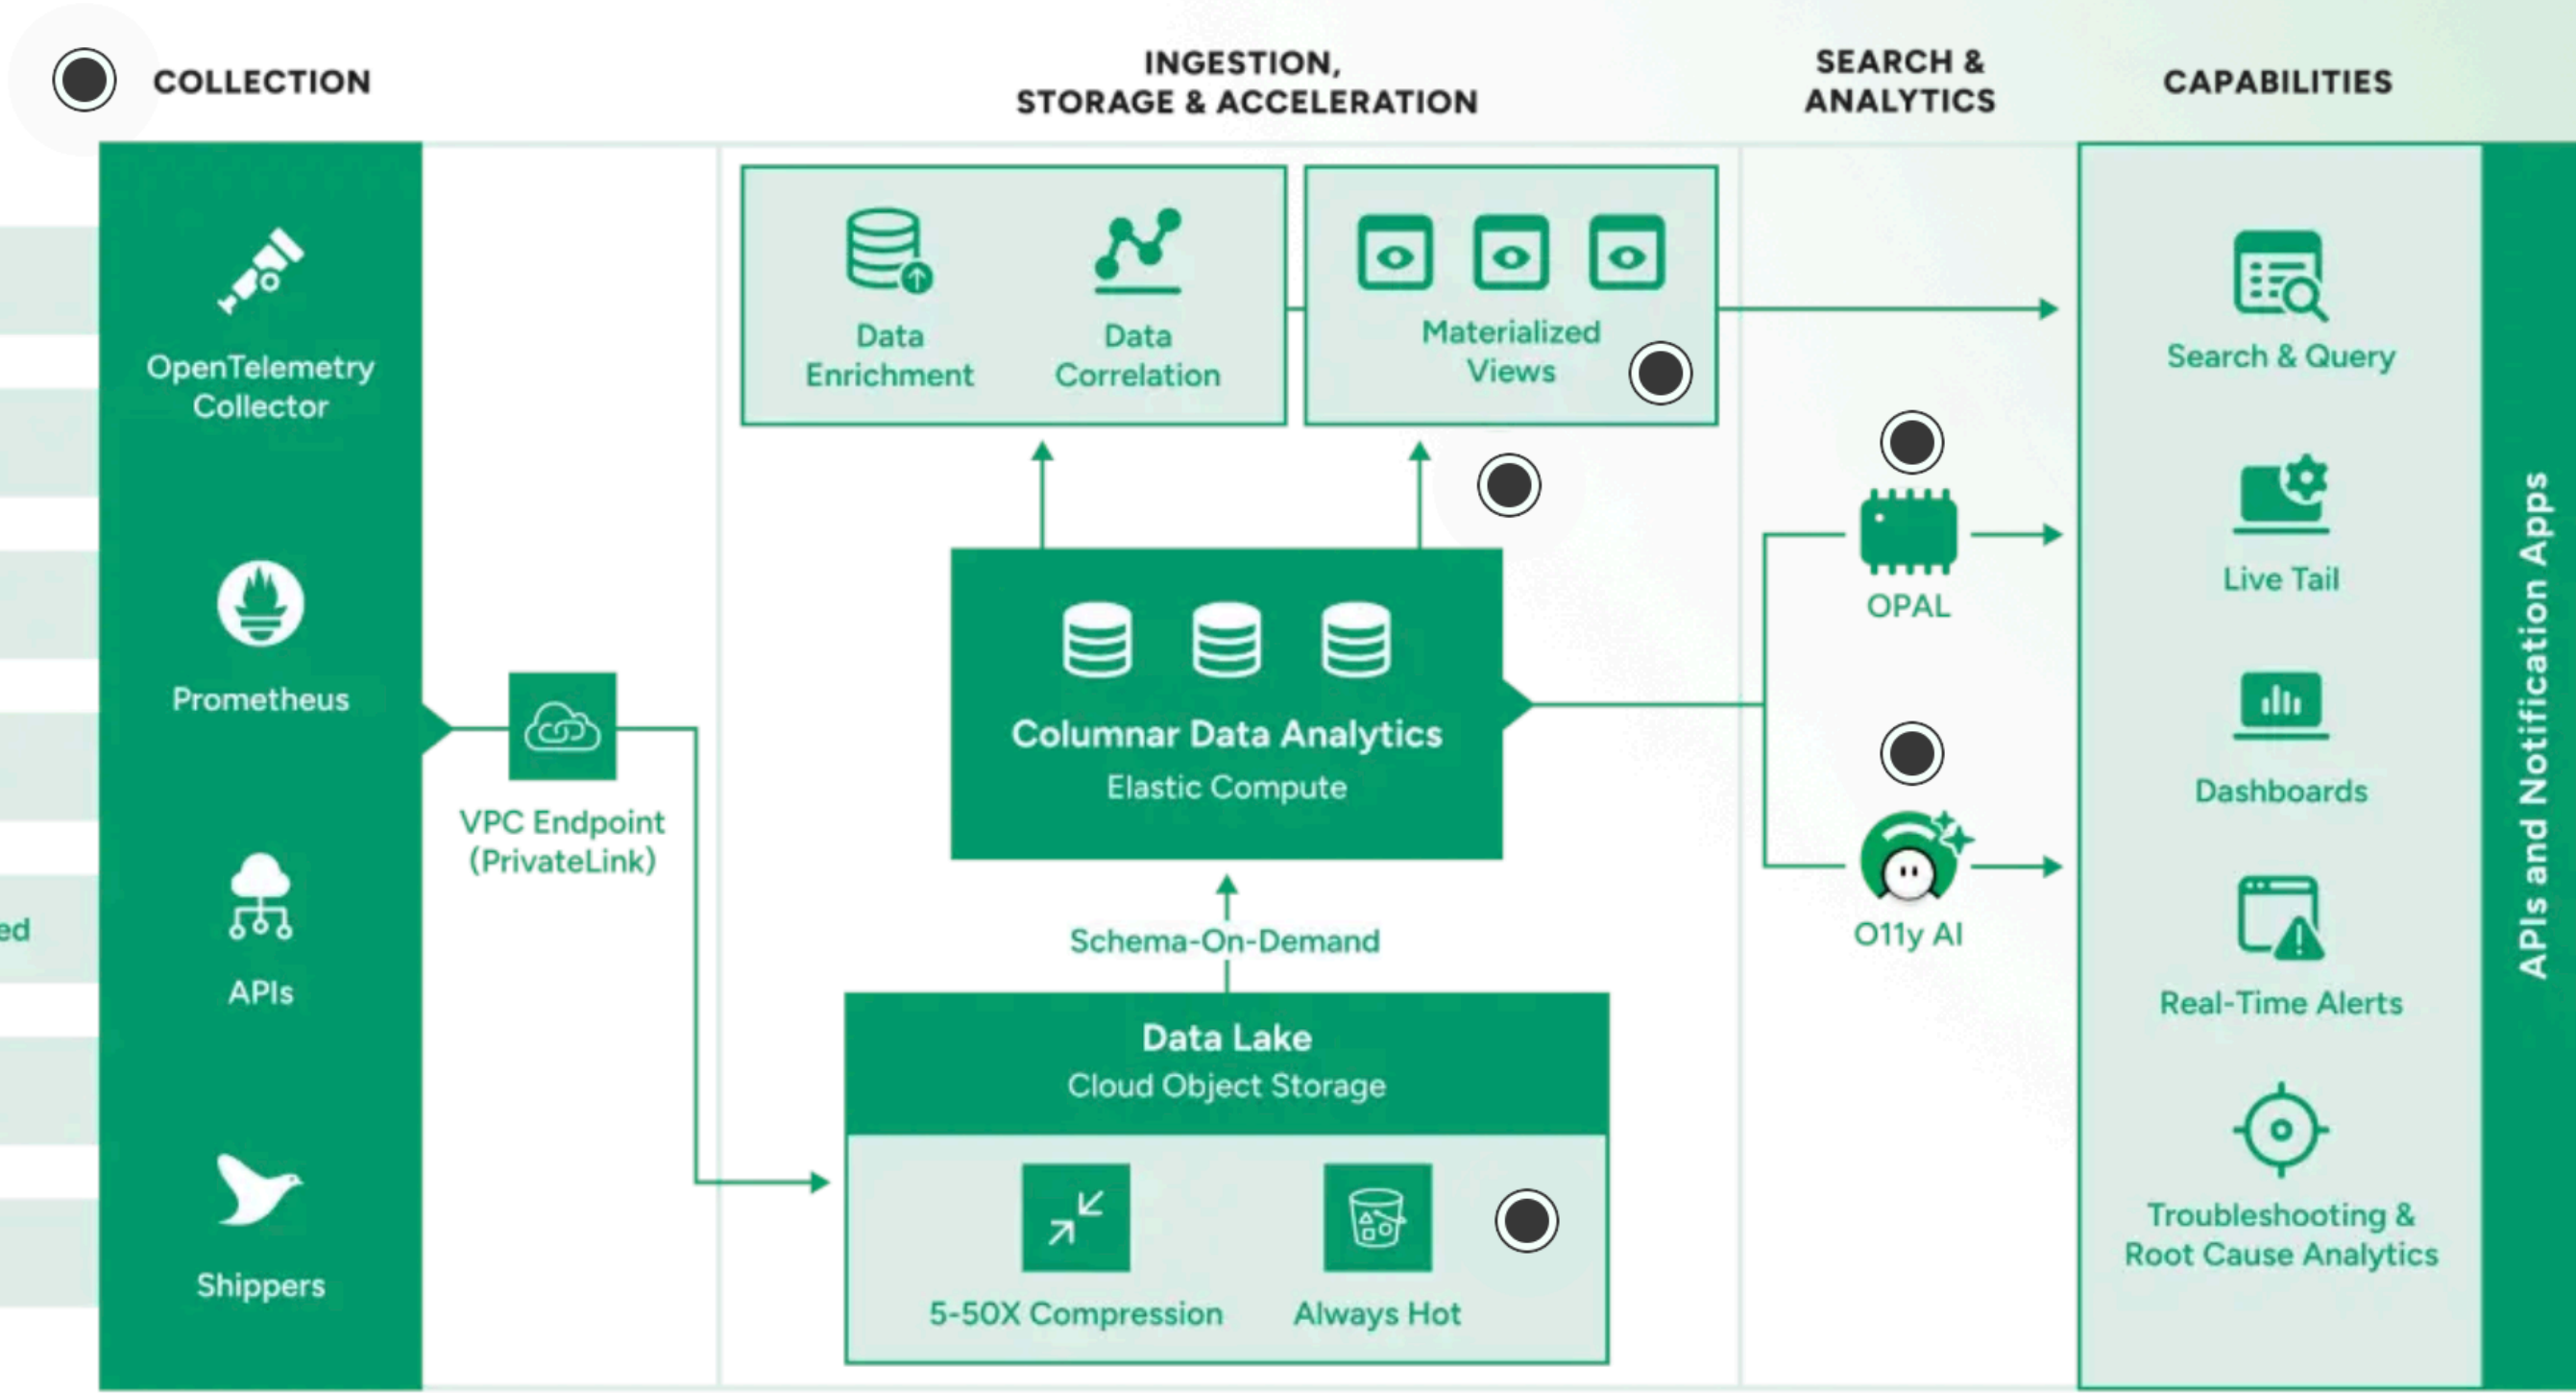 COLLECTION
INGESTION,
STORAGE & ACCELERATION
SEARCH &
ANALYTICS
CAPABILITIES
OpenTelemetry
Collector
Prometheus
APIs
Shippers
ed
VPC Endpoint
(PrivateLink)
Data
Enrichment
Data
Correlation
Materialized
Views
Columnar Data Analytics
Elastic Compute
Schema-On-Demand
Data Lake
Cloud Object Storage
5-50X Compression
Always Hot
OPAL
O11y AI
Search & Query
Live Tail
Dashboards
Real-Time Alerts
Troubleshooting &
Root Cause Analytics
APIs and Notification Apps